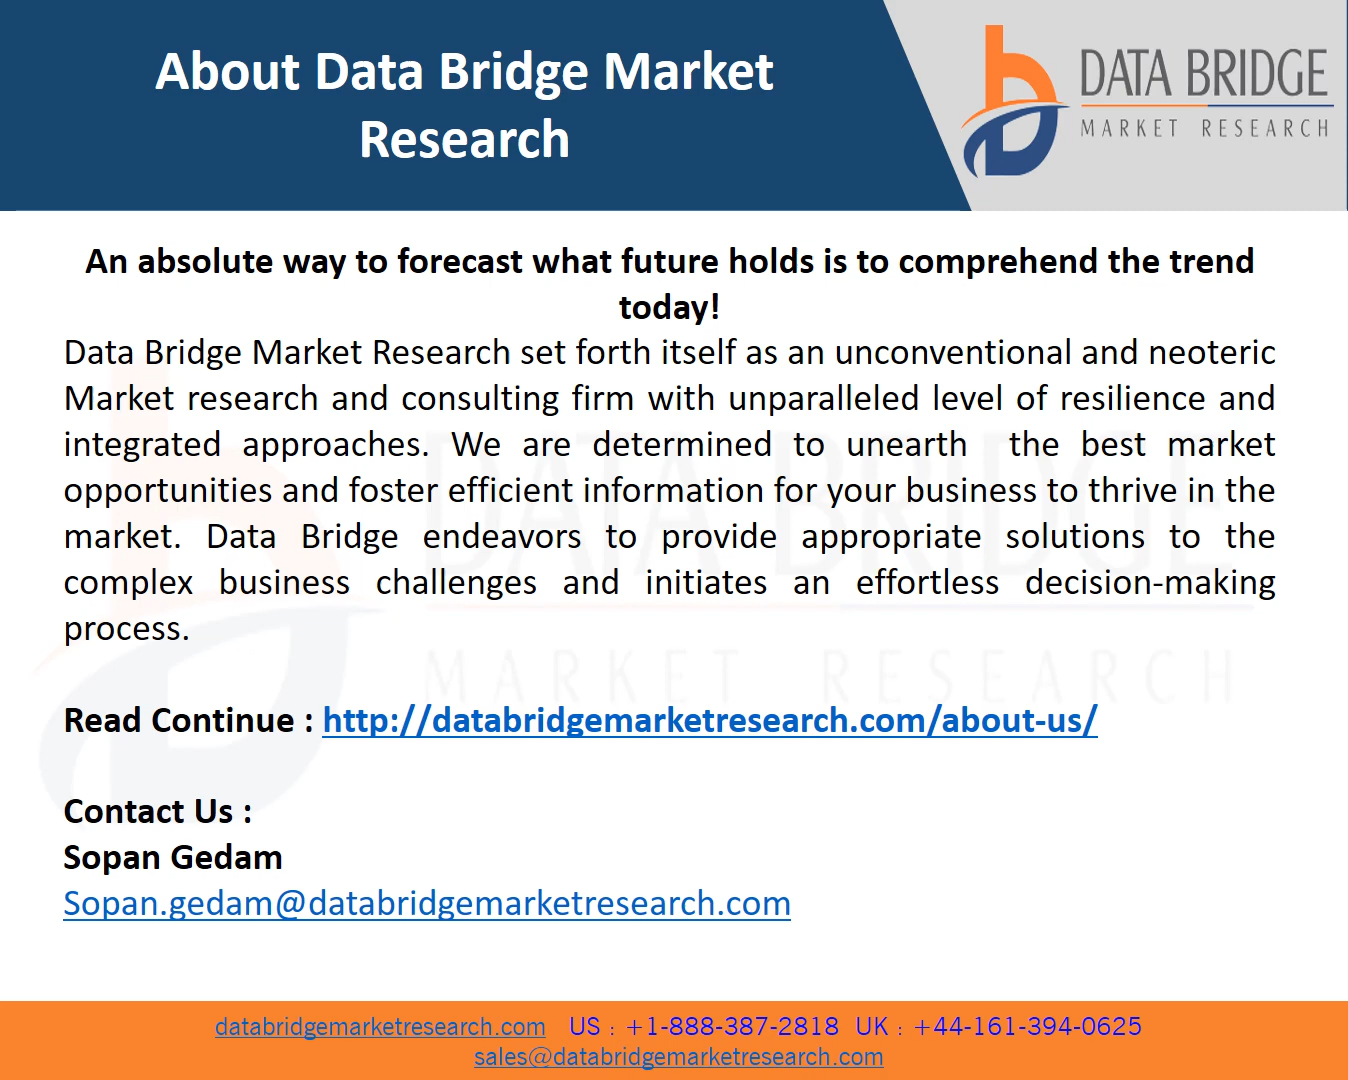 About Data Bridge Market
Research
DATA BRIDGE
MARKET RESEARCH
An absolute way to forecast what future holds is to comprehend the trend
today!
Data Bridge Market Research set forth itself as an unconventional and neoteric
Market research and consulting firm with unparalleled level of resilience and
integrated approaches. We are determined to unearth the best market
opportunities and foster efficient information for your business to thrive in the
market. Data Bridge endeavors to provide appropriate solutions to the
complex business challenges and initiates an effortless decision-making
process.
DATA BRIDGE
MARKET RESEARCH
Read Continue : http://databridgemarketresearch.com/about-us/
Contact Us :
Sopan Gedam
Sopan.gedam@databridgemarketresearch.com
databridgemarketresearch.com US : +1-888-387-2818 UK : +44-161-394-0625
sales@databridgemarketresearch.com